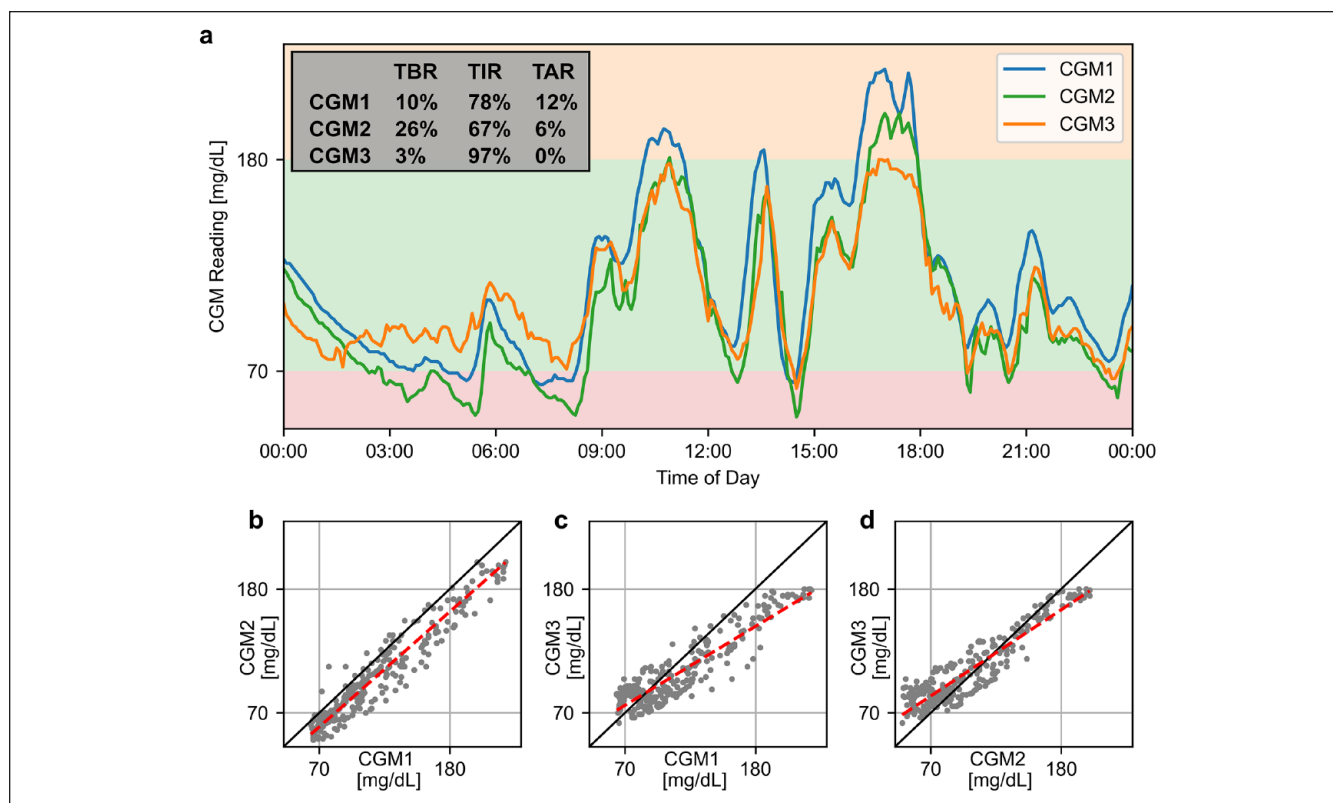 a
TBR TIR TAR
CGM1 10% 78% 12%
CGM2 26% 67% 6%
CGM3 3% 97% 0%
CGM1
CGM2
CGM3
180
70
CGM Reading [mg/dL]
00:00 03:00 06:00 09:00 12:00 15:00 18:00 21:00 00:00
Time of Day
b
180
70
CGM2
[mg/dL]
70 180
CGM1
[mg/dL]
c
180
70
CGM3
[mg/dL]
70 180
CGM1
[mg/dL]
d
180
70
CGM3
[mg/dL]
70 180
CGM2
[mg/dL]